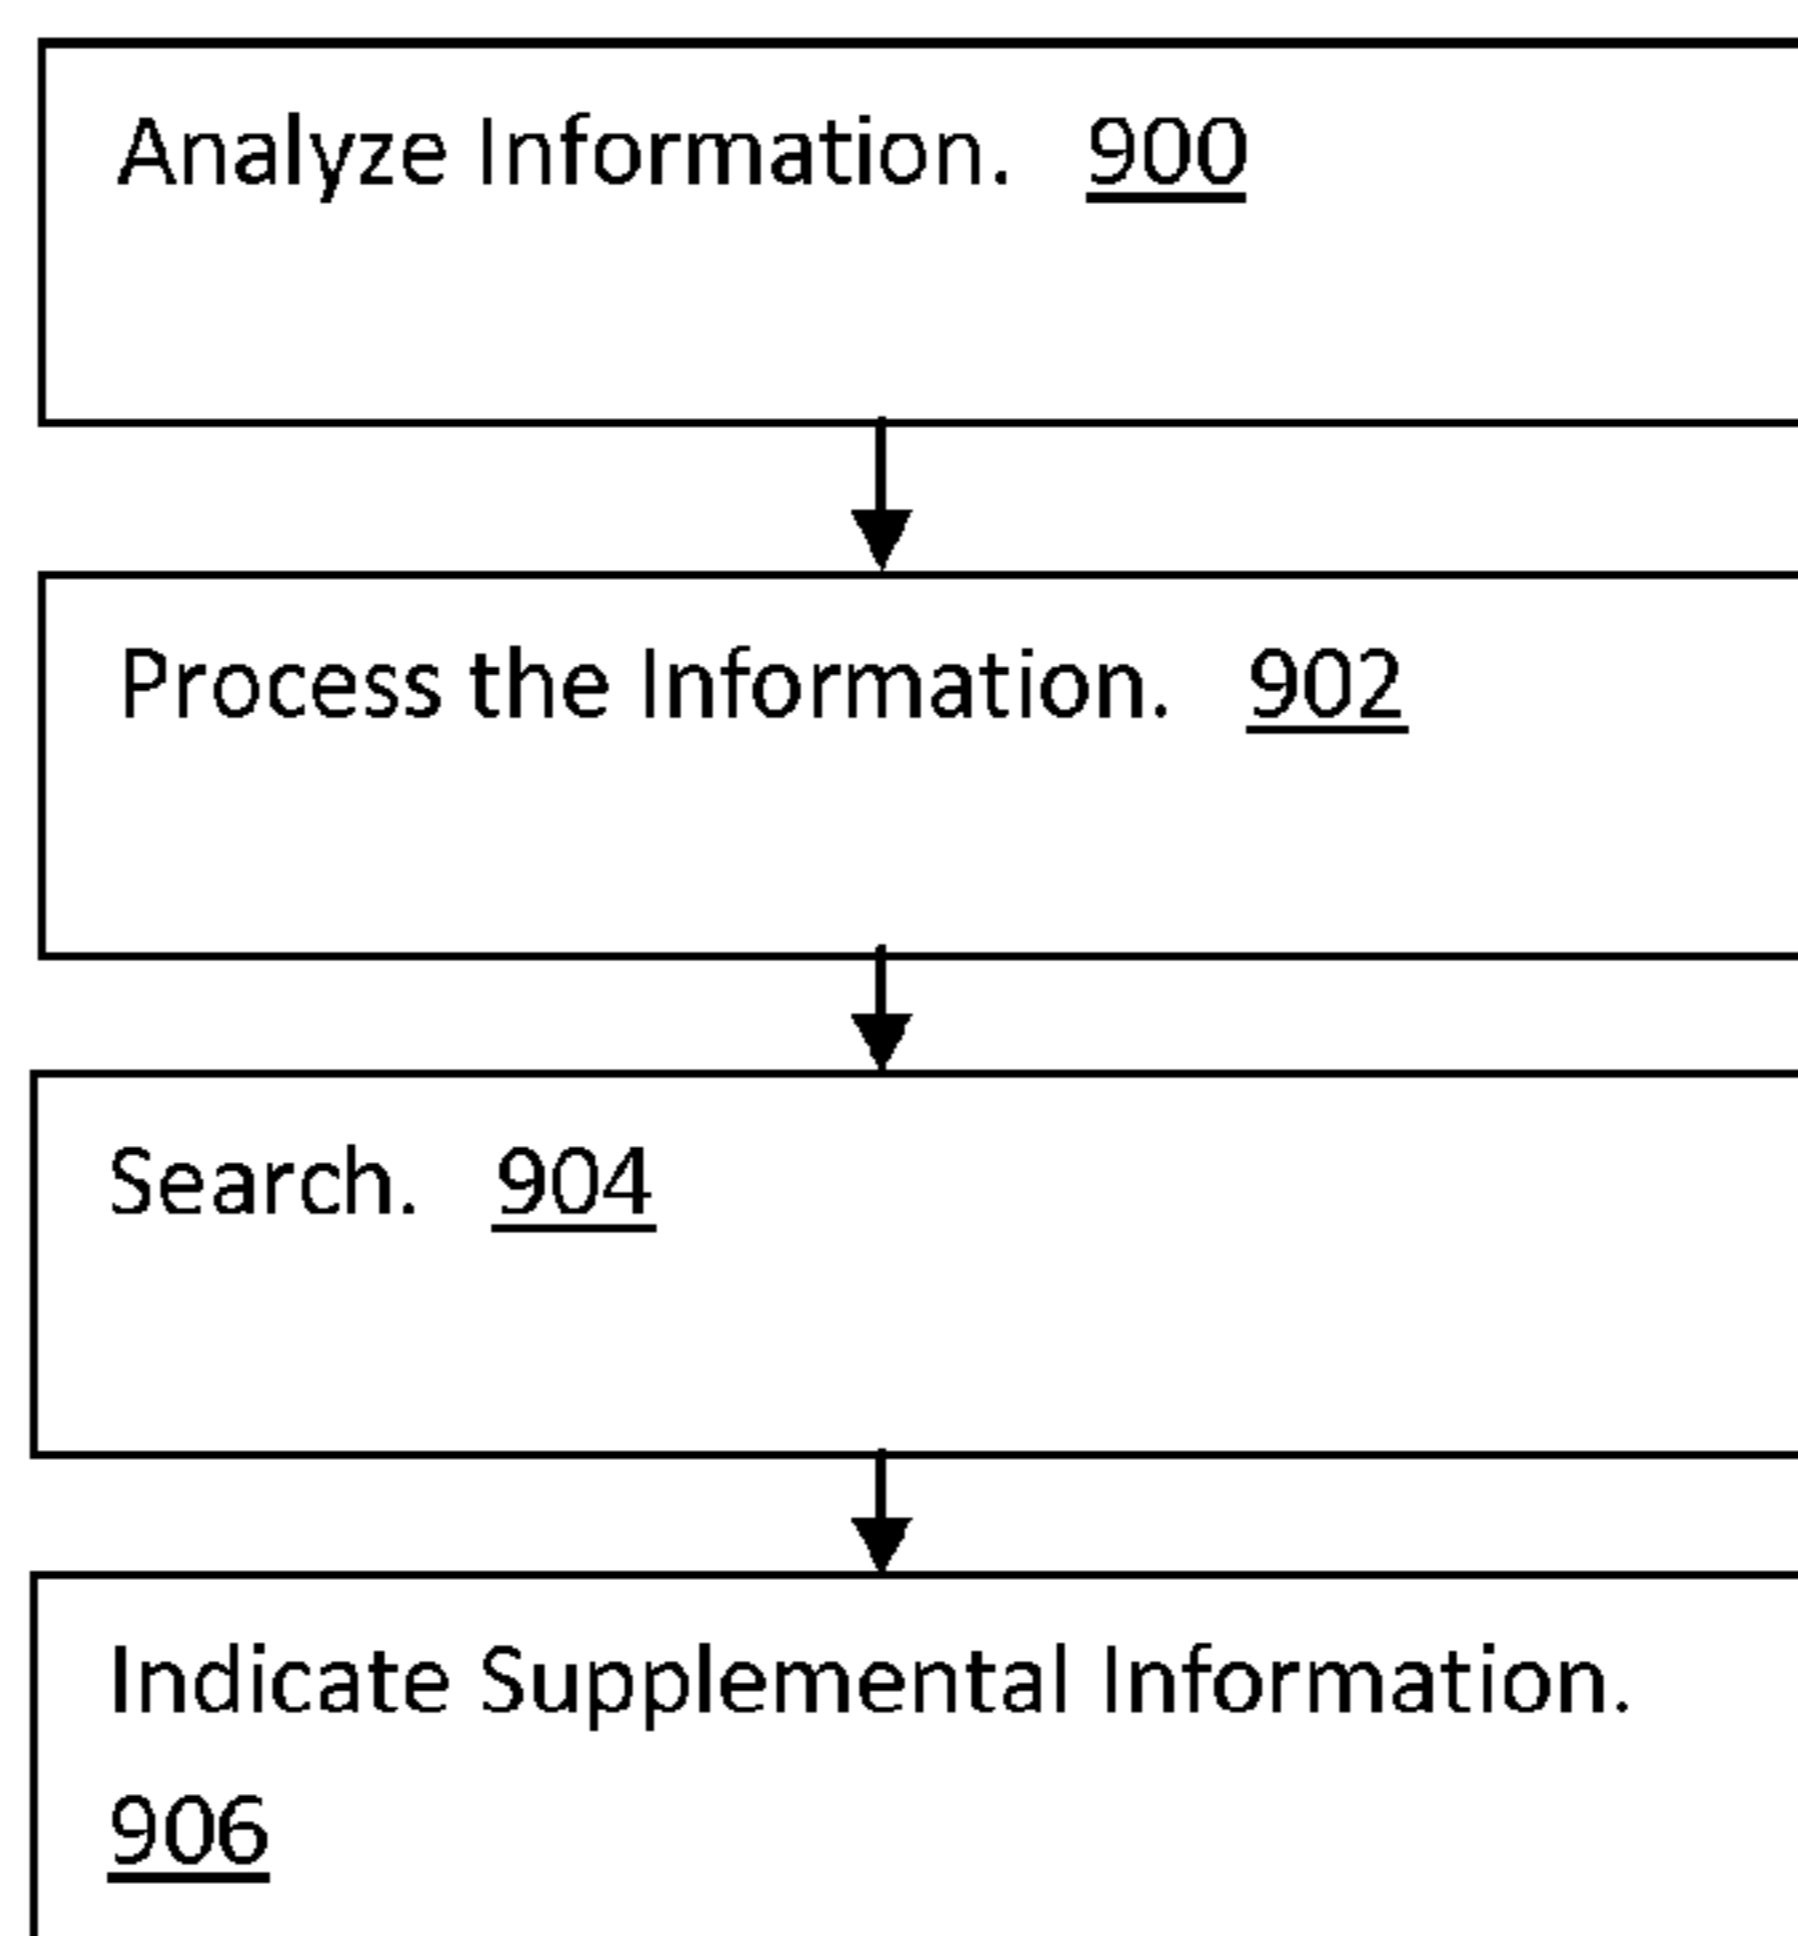 Analyze Information. 900
Process the Information. 902
Search. 904
Indicate Supplemental Information.
906